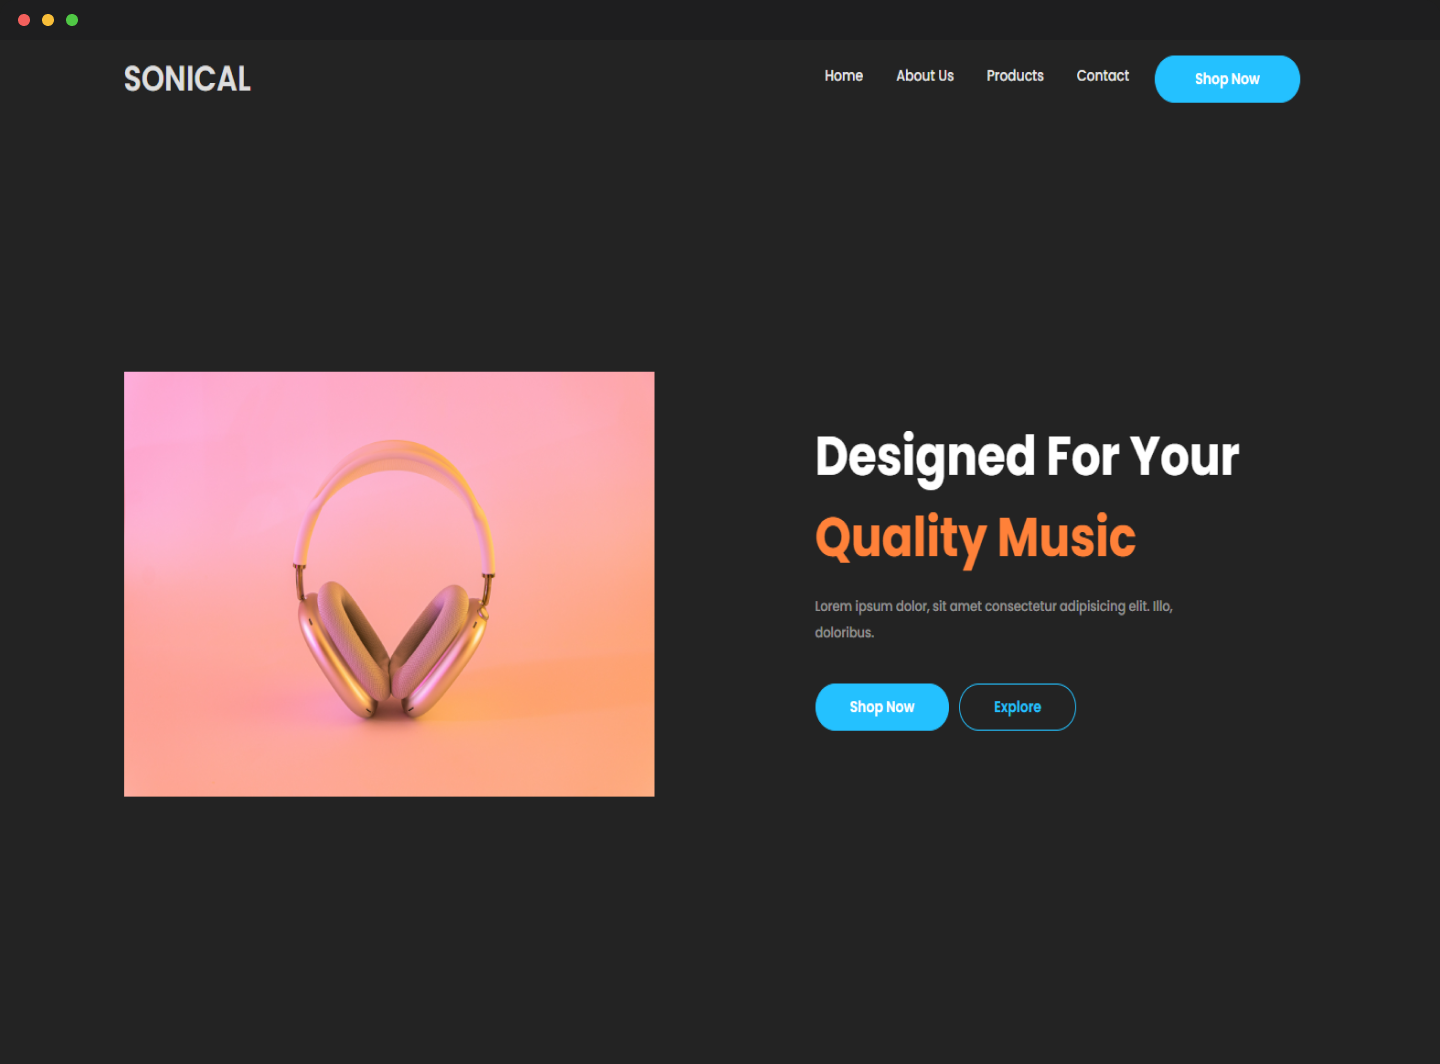 SONICAL
Home
About Us
Products
Contact
Shop Now
Designed For Your
Quality Music
Lorem ipsum dolor, sit amet consectetur adipisicing elit. Illo,
doloribus.
Shop Now
Explore